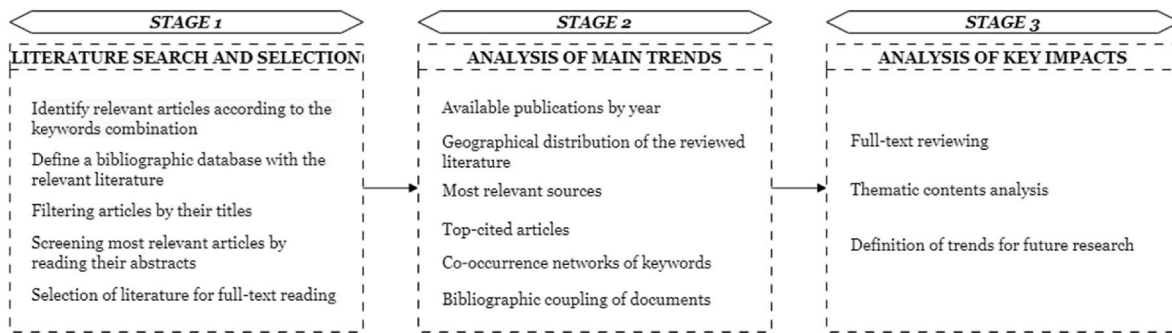 STAGE 1
LITERATURE SEARCH AND SELECTION
Identify relevant articles according to the
keywords combination
Define a bibliographic database with the
relevant literature
Filtering articles by their titles
Screening most relevant articles by
reading their abstracts
Selection of literature for full-text reading
STAGE 2
ANALYSIS OF MAIN TRENDS
Available publications by year
Geographical distribution of the reviewed
literature
Most relevant sources
Top-cited articles
Co-occurrence networks of keywords
Bibliographic coupling of documents
STAGE 3
ANALYSIS OF KEY IMPACTS
Full-text reviewing
Thematic contents analysis
Definition of trends for future research